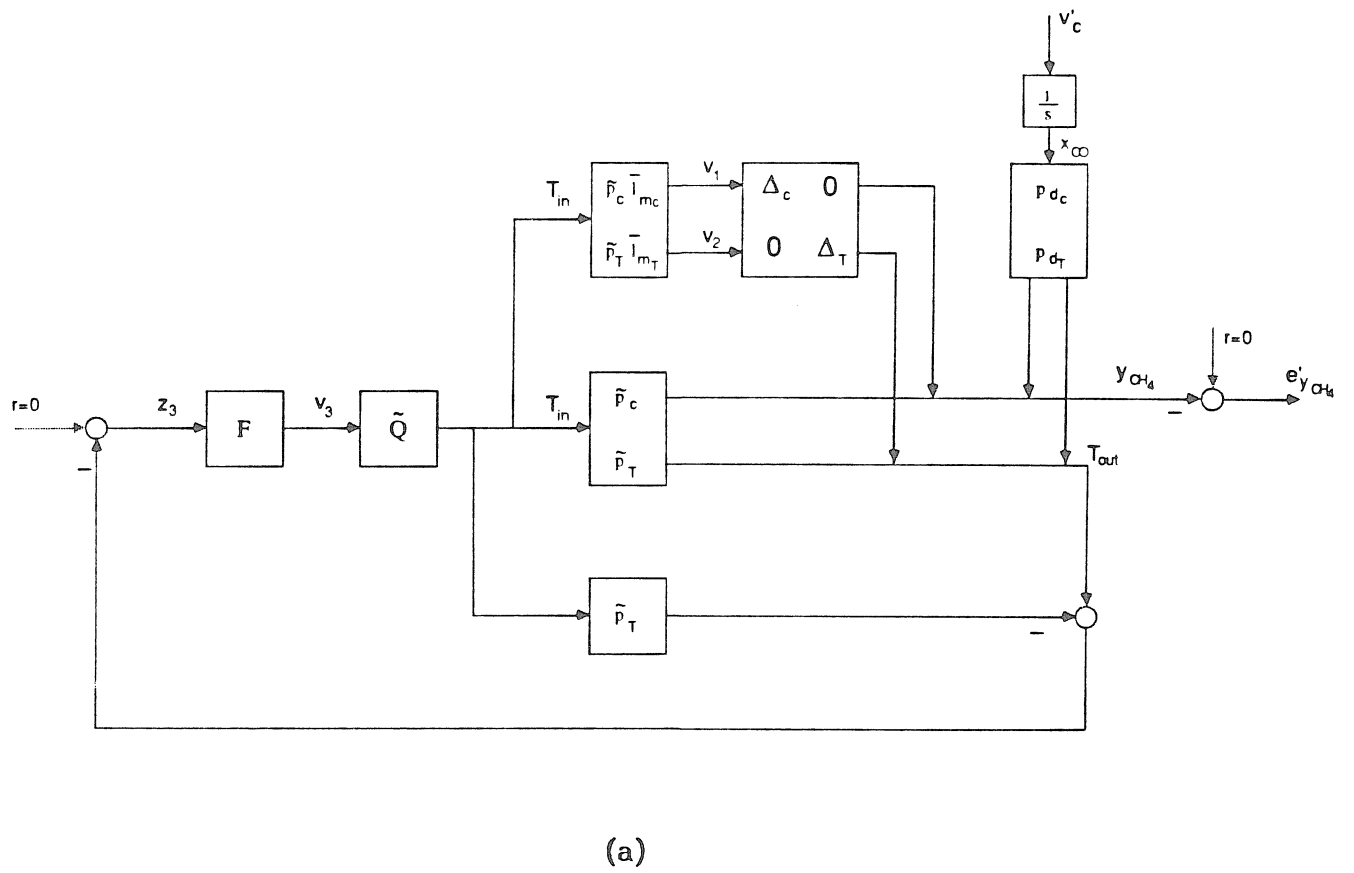 v'c
1
s
x∞
Tin
p̃c l̄mc
v1
Δc 0
pdc
p̃T l̄mT
v2
0 ΔT
pdT
r=0
yCH4
e'yCH4
r=0
z3
F
v3
Q̃
Tin
p̃c
−
−
p̃T
Tout
p̃T
−
(a)